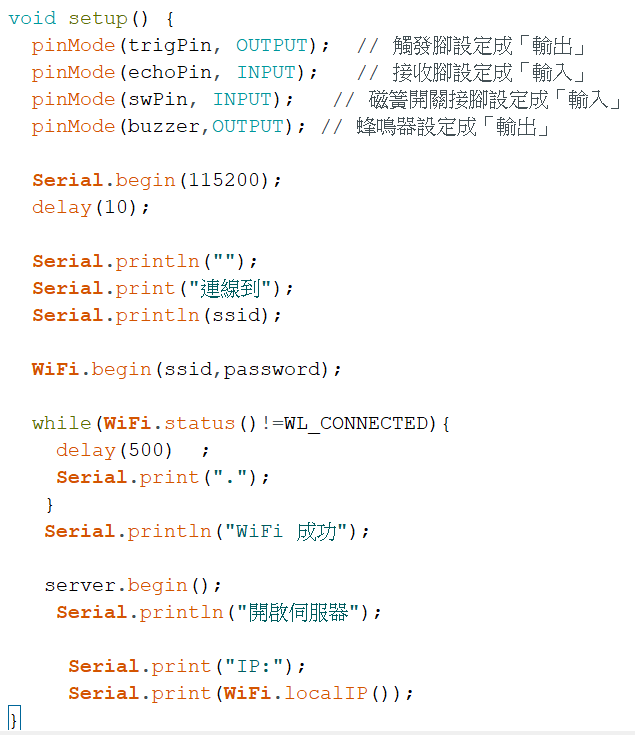 void setup() {
  pinMode(trigPin, OUTPUT);  // 觸發腳設定成「輸出」
  pinMode(echoPin, INPUT);   // 接收腳設定成「輸入」
  pinMode(swPin, INPUT);   // 磁簧開關接腳設定成「輸入」
  pinMode(buzzer,OUTPUT); // 蜂鳴器設定成「輸出」

  Serial.begin(115200);
  delay(10);

  Serial.println("");
  Serial.print("連線到");
  Serial.println(ssid);

  WiFi.begin(ssid,password);

  while(WiFi.status()!=WL_CONNECTED){
    delay(500)  ;
    Serial.print(".");
   }
   Serial.println("WiFi 成功");

   server.begin();
    Serial.println("開啟伺服器");

     Serial.print("IP:");
     Serial.print(WiFi.localIP());
}